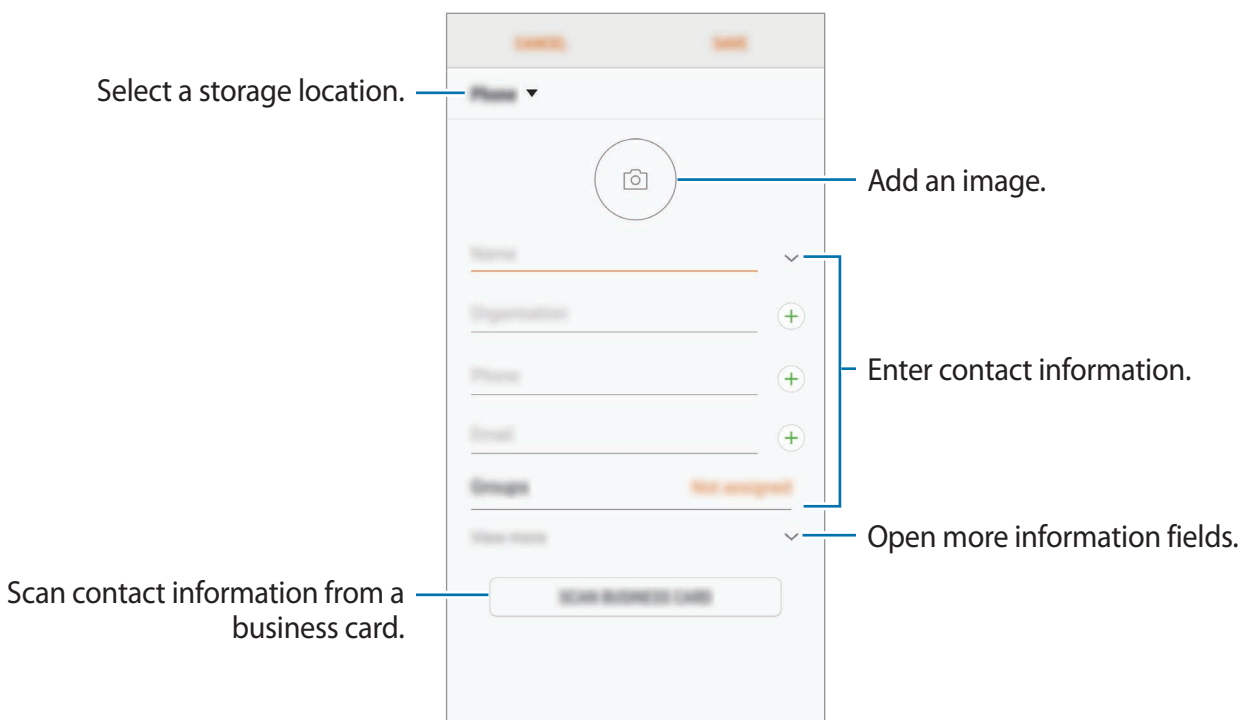 CANCEL
SAVE
Select a storage location.
Phone
Add an image.
Name
Organisation
Phone
Enter contact information.
Email
Groups
Not assigned
View more
Open more information fields.
Scan contact information from a
business card.
SCAN BUSINESS CARD